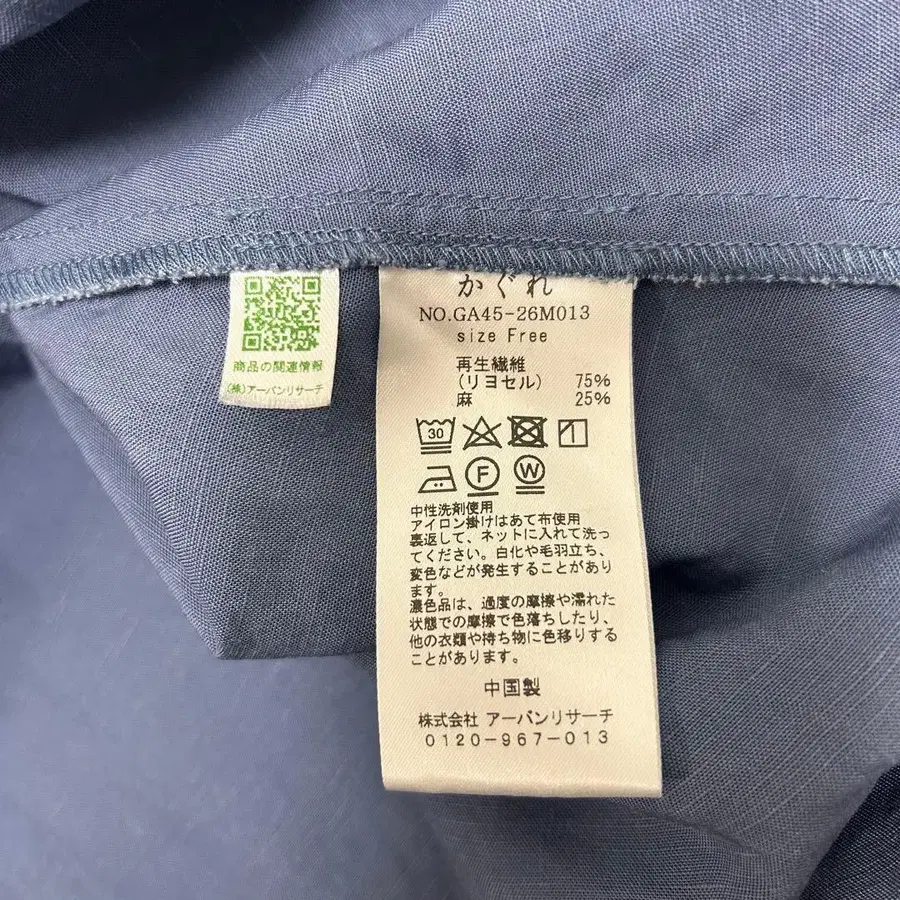 商品の関連情報
(株)アーバンリサーチ
かぐれ
NO.GA45-26M013
size Free
再生繊維
(リヨセル) 75%
麻 25%
30
F W
中性洗剤使用
アイロン掛けはあて布使用
裏返して、ネットに入れて洗っ
てください。白化や毛羽立ち、
変色などが発生することがあり
ます。
濃色品は、過度の摩擦や濡れた
状態での摩擦で色落ちしたり、
他の衣類や持ち物に色移りする
ことがあります。
中国製
株式会社 アーバンリサーチ
0120-967-013